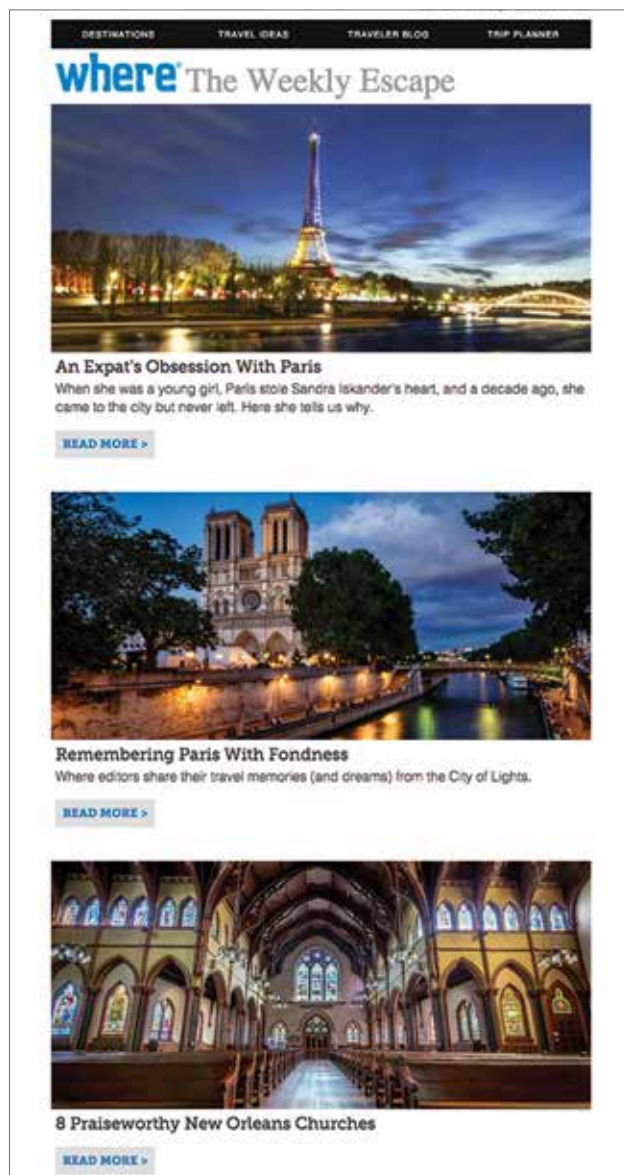 DESTINATIONS TRAVEL IDEAS TRAVELER BLOG TRIP PLANNER
where® The Weekly Escape
An Expat's Obsession With Paris
When she was a young girl, Paris stole Sandra Iskander's heart, and a decade ago, she
came to the city but never left. Here she tells us why.
READ MORE >
Remembering Paris With Fondness
Where editors share their travel memories (and dreams) from the City of Lights.
READ MORE >
8 Praiseworthy New Orleans Churches
READ MORE >